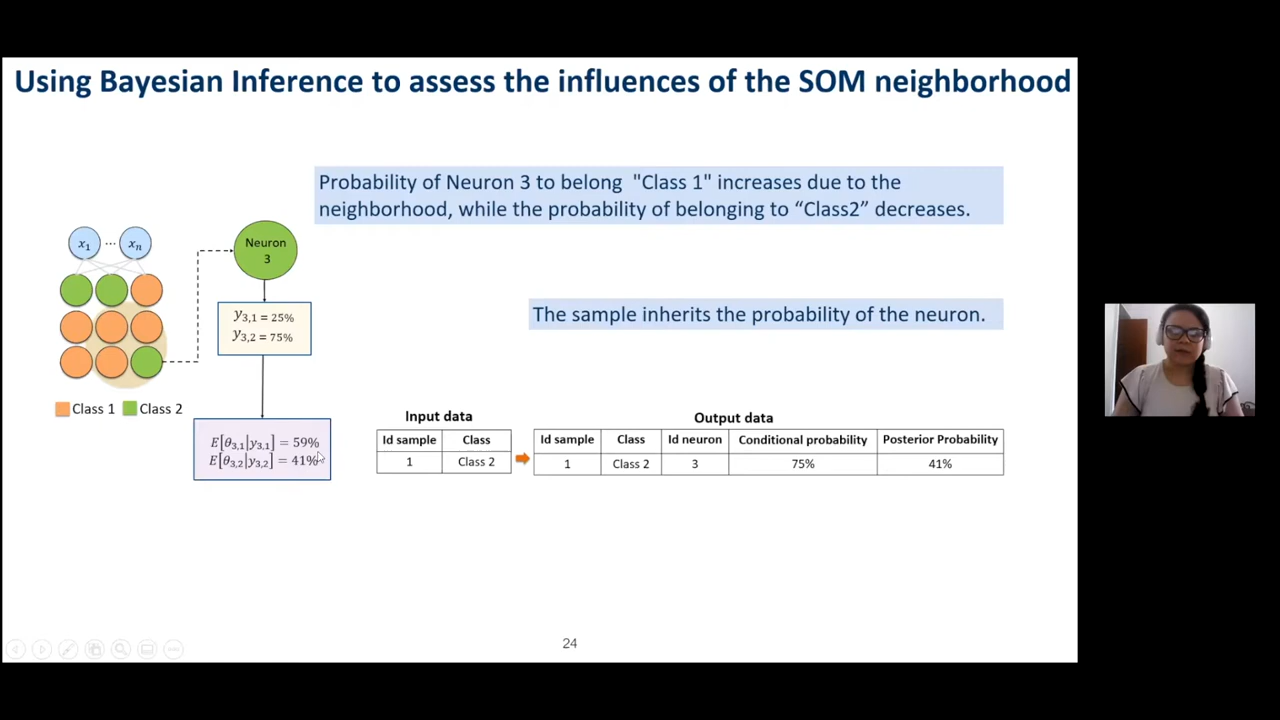 Using Bayesian Inference to assess the influences of the SOM neighborhood
Probability of Neuron 3 to belong "Class 1" increases due to the
neighborhood, while the probability of belonging to “Class2” decreases.
x₁ ... xₙ
Neuron
3
y₃,₁ = 25%
y₃,₂ = 75%
The sample inherits the probability of the neuron.
Class 1 Class 2
E[θ₃,₁|y₃,₁] = 59%
E[θ₃,₂|y₃,₂] = 41%
Input data
Id sample Class
1 Class 2
Output data
Id sample Class Id neuron Conditional probability Posterior Probability
1 Class 2 3 75% 41%
24